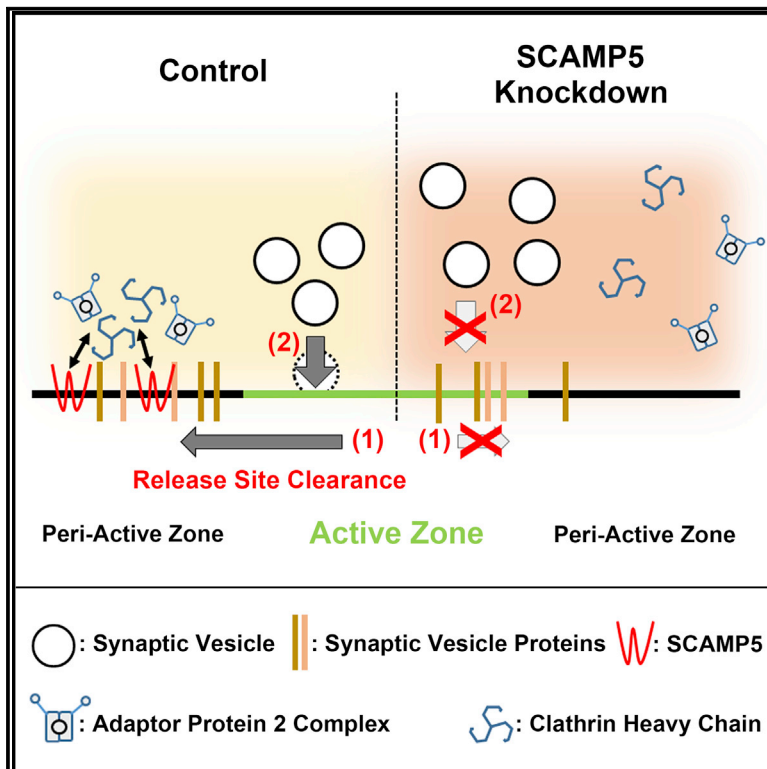 Control
SCAMP5
Knockdown
(2)
(2)
(1)
(1)
Release Site Clearance
Peri-Active Zone
Active Zone
Peri-Active Zone
: Synaptic Vesicle
: Synaptic Vesicle Proteins
: SCAMP5
: Adaptor Protein 2 Complex
: Clathrin Heavy Chain